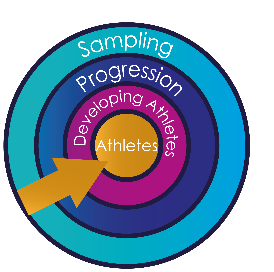 Sampling
Progression
Developing Athletes
Athletes